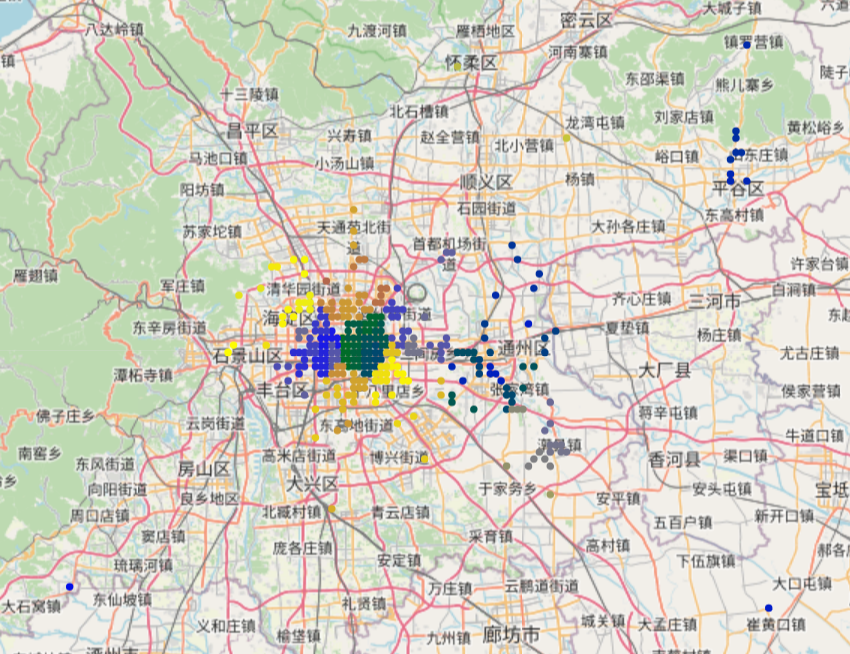 大城子镇
八达岭镇
密云区
九渡河镇
雁栖地区
镇罗营镇
河南寨镇
怀柔区
镇
东邵渠镇
熊儿寨乡
十三陵镇
北石槽镇
刘家店镇
龙湾屯镇
昌平区
兴寿镇
赵全营镇
黄松峪乡
北小营镇
马池口镇
小汤山镇
峪口镇
东庄镇
顺义区
杨镇
阳坊镇
平谷区
石园街道
东高村镇
苏家坨镇
天通苑北街
道
大孙各庄镇
首都机场街
道
许家台镇
雁翅镇
军庄镇
清华园街道
白涧镇
齐心庄镇
三河市
海淀
街道
东辛房街道
夏垫镇
杨庄镇
石景山区
通州区
尤古庄镇
潭柘寺镇
大厂县
丰台区
张家湾镇
侯家营镇
佛子庄乡
蒋辛屯镇
云岗街道
东高地街道
牛道口镇
南窖乡
高米店街道
博兴街道
香河县
渠口镇
东风街道
房山区
大兴区
向阳街道
于家务乡
安头屯镇
宝坻
良乡地区
安平镇
北臧村镇
青云店镇
新开口镇
周口店镇
五百户镇
窦店镇
采育镇
高村镇
庞各庄镇
安定镇
下伍旗镇
琉璃河镇
万庄镇
云鹏道街道
大口屯镇
大石窝镇
东仙坡镇
礼贤镇
城关镇
大孟庄镇
崔黄口镇
义和庄镇
榆垡镇
九州镇
廊坊市